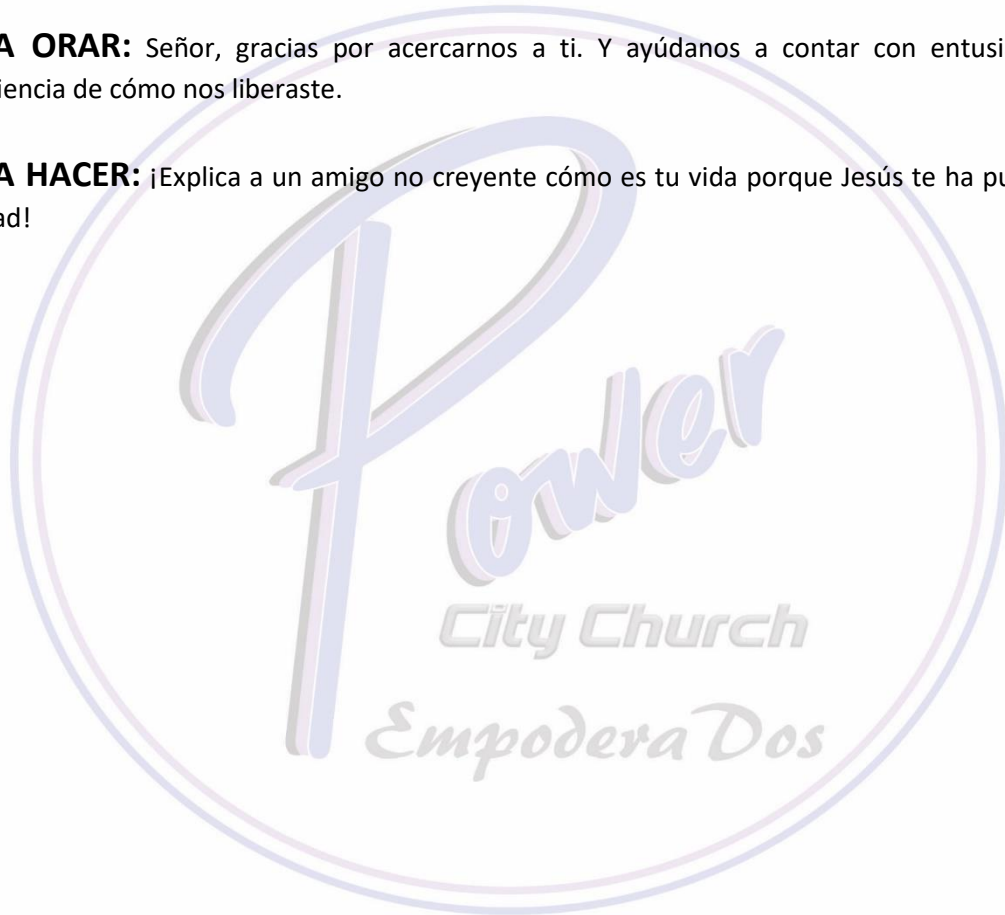 A ORAR: Señor, gracias por acercarnos a ti. Y ayúdanos a contar con entusi
iencia de cómo nos liberaste.
A HACER: ¡Explica a un amigo no creyente cómo es tu vida porque Jesús te ha pu
ad!
Power
City Church
EmpoderaDos